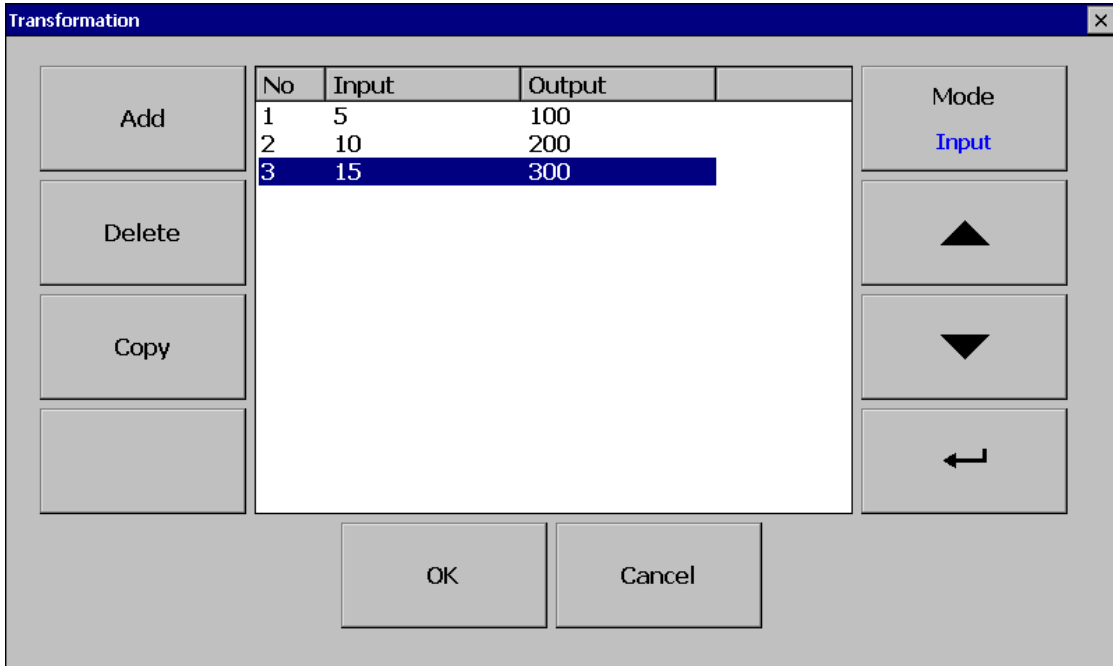 Transformation
Add
Delete
Copy
No Input Output
1 5 100
2 10 200
3 15 300
Mode
Input
OK
Cancel